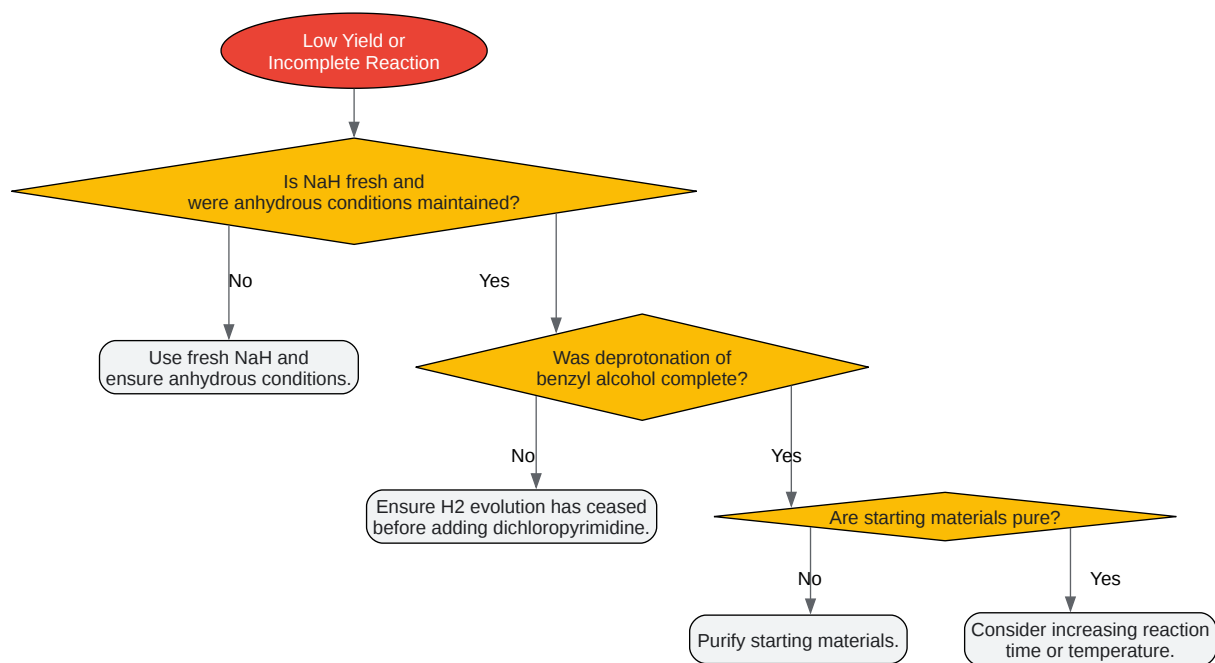 Low Yield or
Incomplete Reaction
Is NaH fresh and
were anhydrous conditions maintained?
No
Yes
Use fresh NaH and
ensure anhydrous conditions.
Was deprotonation of
benzyl alcohol complete?
No
Yes
Ensure H2 evolution has ceased
before adding dichloropyrimidine.
Are starting materials pure?
No
Yes
Purify starting materials.
Consider increasing reaction
time or temperature.